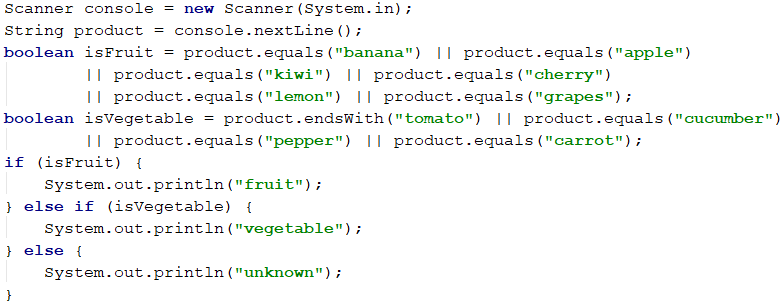 Scanner console = new Scanner(System.in);
String product = console.nextLine();
boolean isFruit = product.equals("banana") || product.equals("apple")
        || product.equals("kiwi") || product.equals("cherry")
        || product.equals("lemon") || product.equals("grapes");
boolean isVegetable = product.endsWith("tomato") || product.equals("cucumber")
        || product.equals("pepper") || product.equals("carrot");
if (isFruit) {
    System.out.println("fruit");
} else if (isVegetable) {
    System.out.println("vegetable");
} else {
    System.out.println("unknown");
}